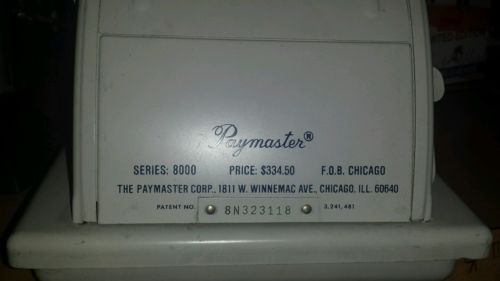 Paymaster®
SERIES: 8000 PRICE: $334.50 F.O.B. CHICAGO
THE PAYMASTER CORP., 1811 W. WINNEMAC AVE., CHICAGO, ILL. 60640
PATENT NO. 8N323118 3,241,481